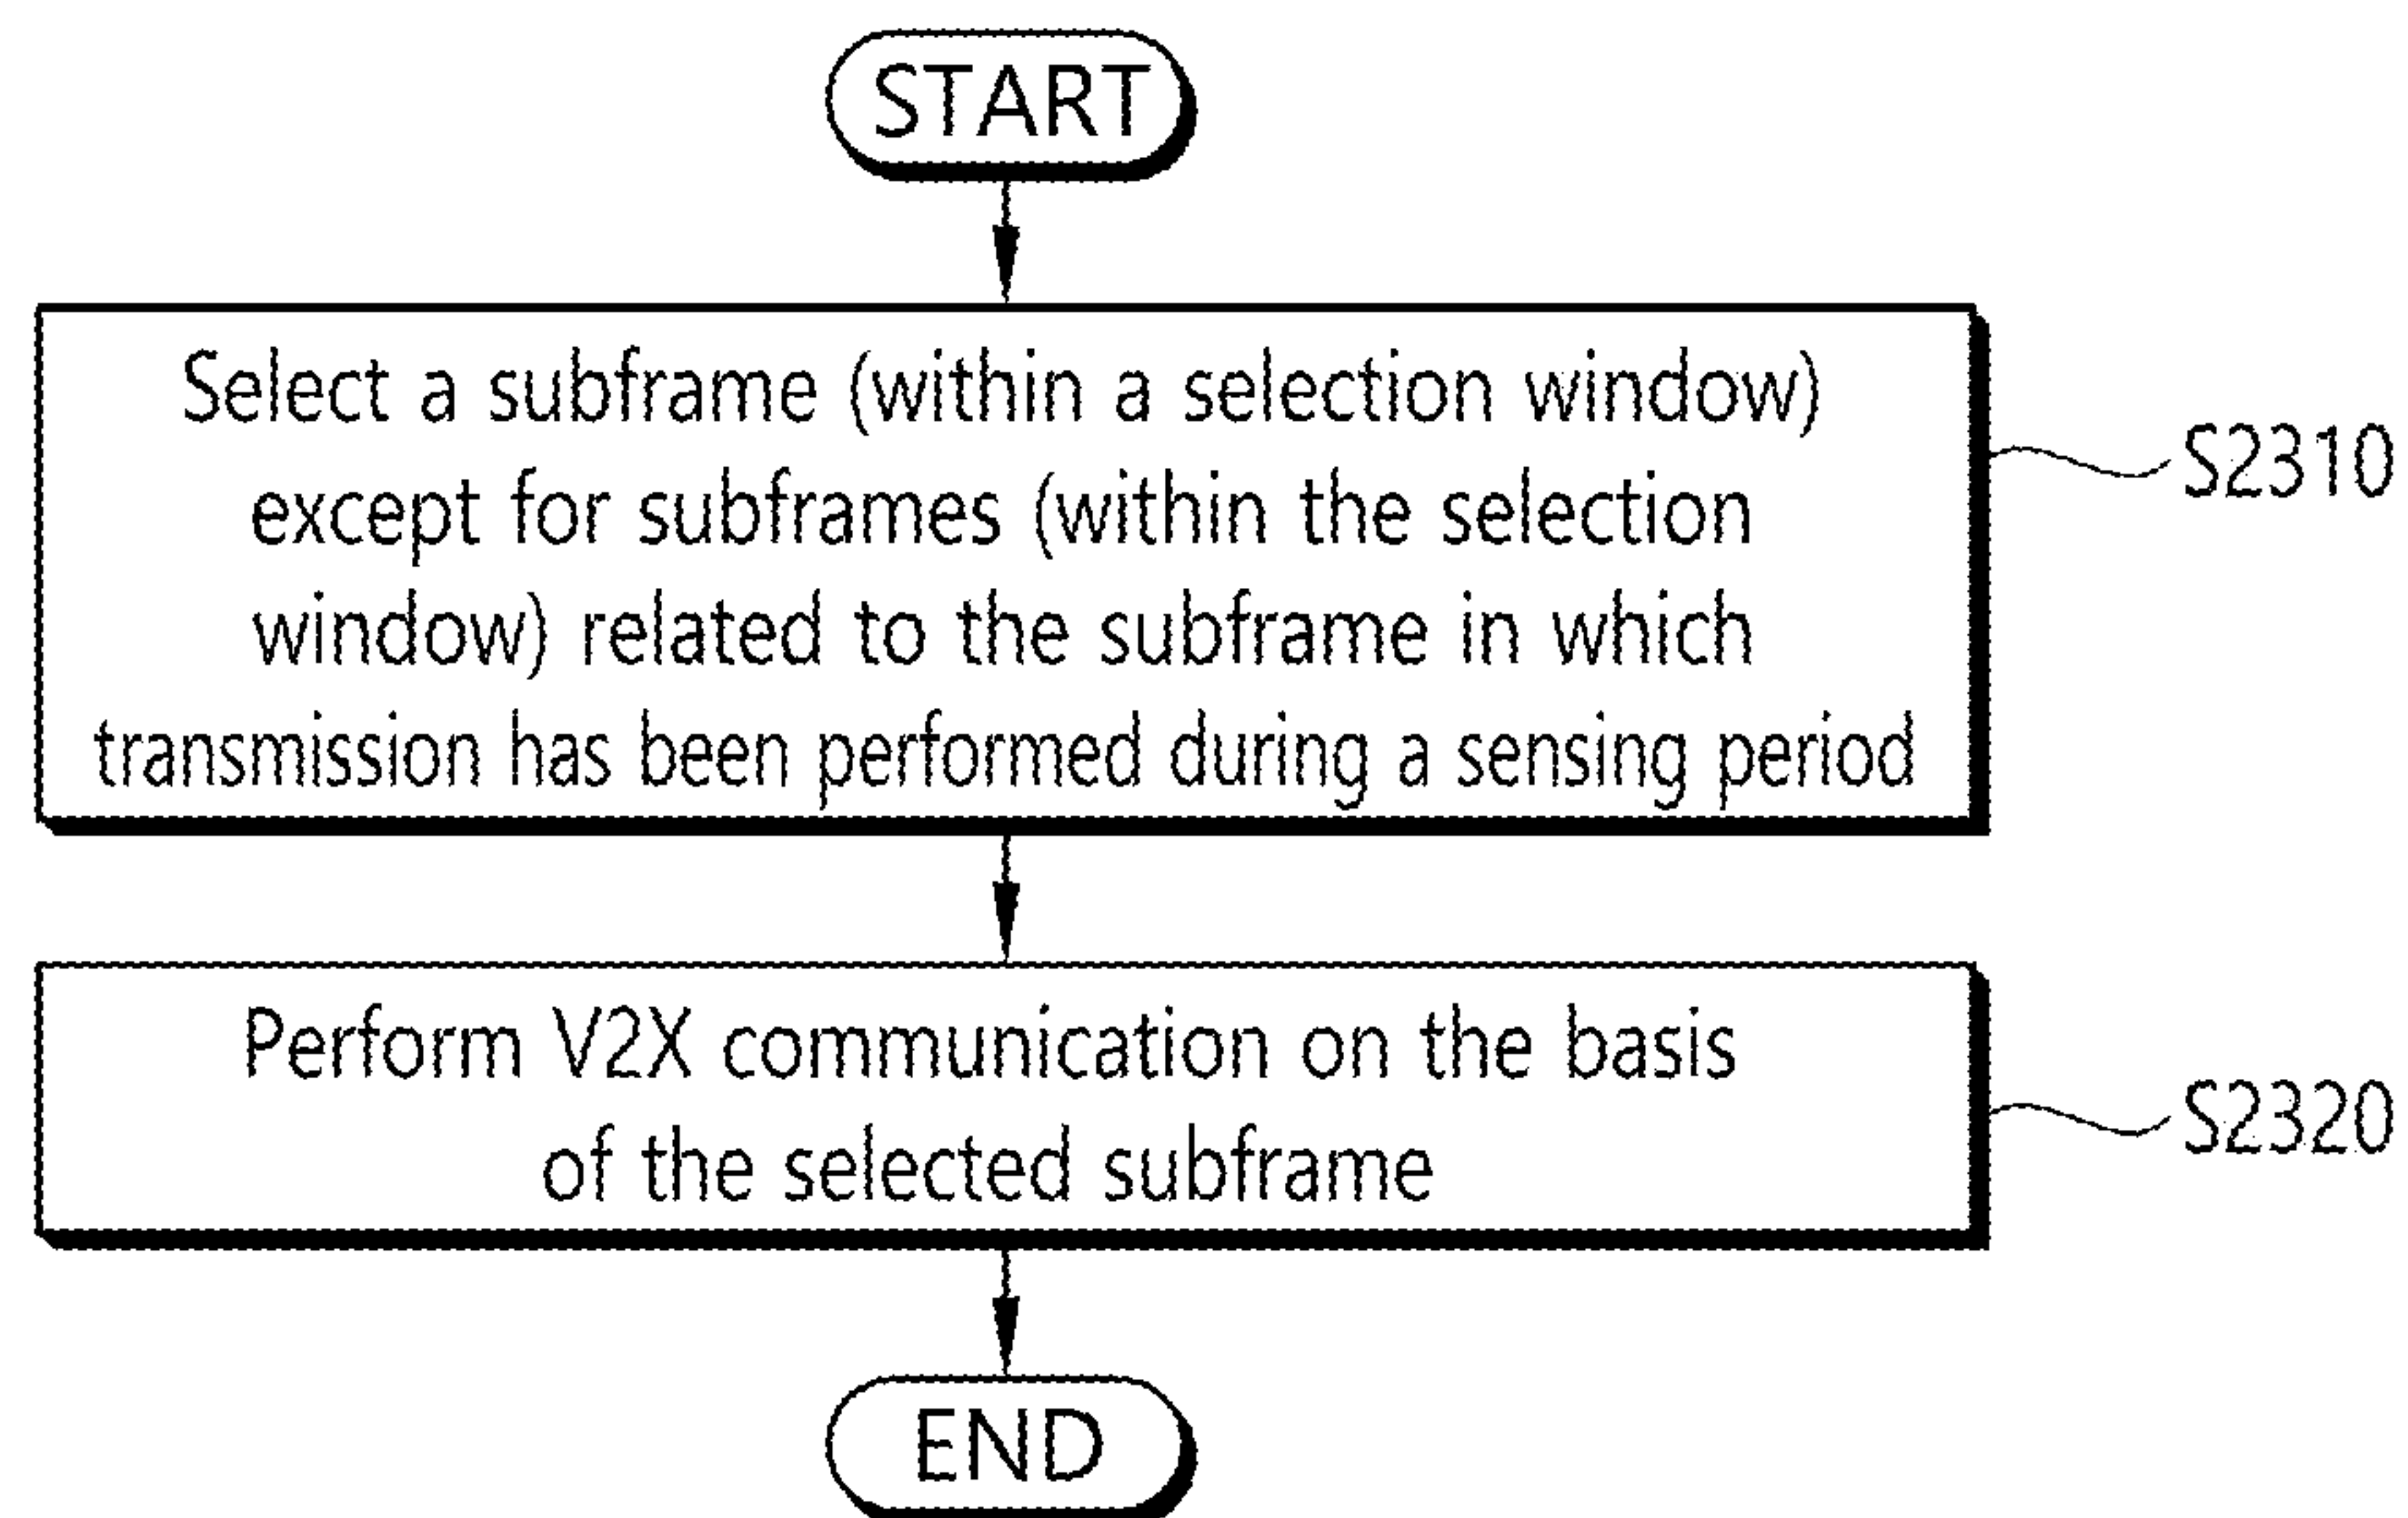 START
Select a subframe (within a selection window)
except for subframes (within the selection
window) related to the subframe in which
transmission has been performed during a sensing period
S2310
Perform V2X communication on the basis
of the selected subframe
S2320
END